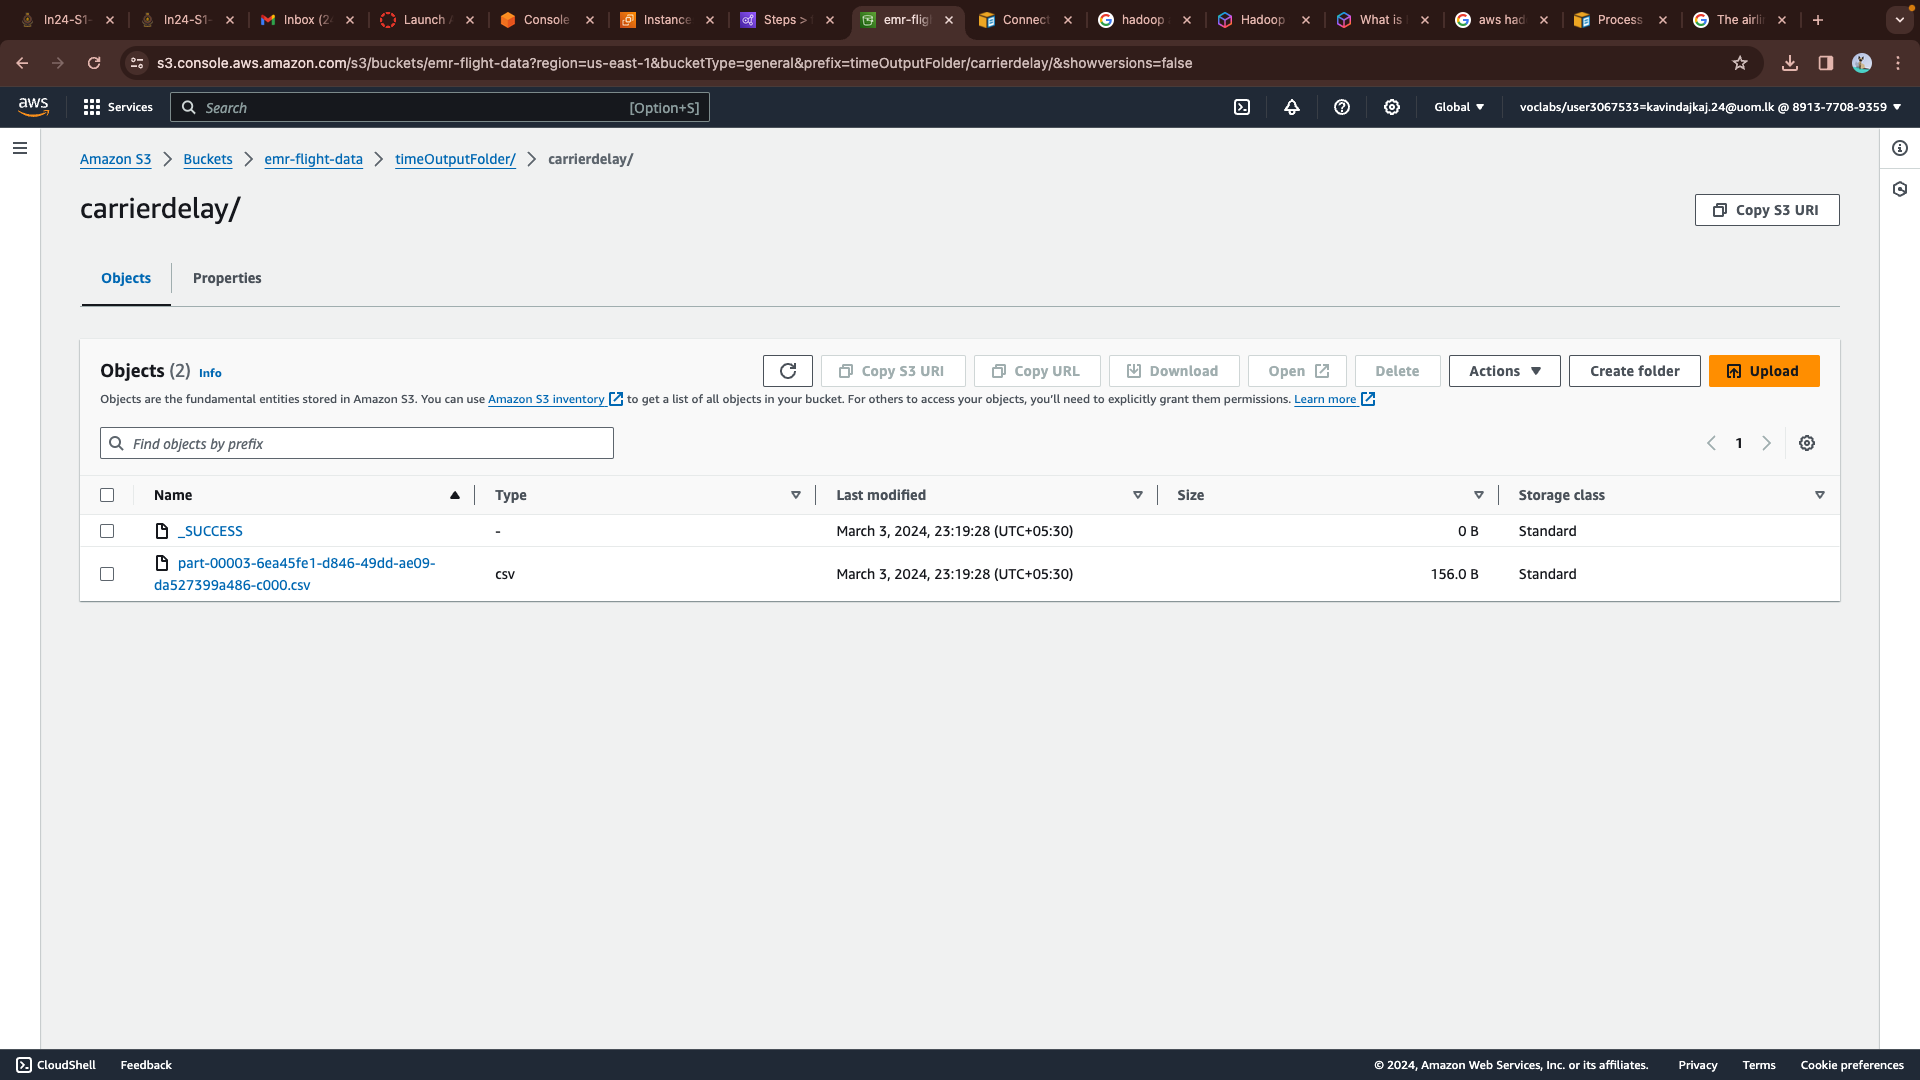 In24-S1-
In24-S1-
Inbox (2
Launch A
Console
Instance
Steps >
emr-flig
Connect
hadoop
Hadoop
What is
aws had
Process
The airli
s3.console.aws.amazon.com/s3/buckets/emr-flight-data?region=us-east-1&bucketType=general&prefix=timeOutputFolder/carrierdelay/&showversions=false
aws Services Search [Option+S] Global voclabs/user3067533=kavindajkaj.24@uom.lk @ 8913-7708-9359
Amazon S3 Buckets emr-flight-data timeOutputFolder/ carrierdelay/
carrierdelay/
Copy S3 URI
Objects Properties
Objects (2) Info Copy S3 URI Copy URL Download Open Delete Actions Create folder Upload
Objects are the fundamental entities stored in Amazon S3. You can use Amazon S3 inventory to get a list of all objects in your bucket. For others to access your objects, you'll need to explicitly grant them permissions. Learn more
Find objects by prefix 1
Name Type Last modified Size Storage class
_SUCCESS - March 3, 2024, 23:19:28 (UTC+05:30) 0 B Standard
part-00003-6ea45fe1-d846-49dd-ae09-
da527399a486-c000.csv csv March 3, 2024, 23:19:28 (UTC+05:30) 156.0 B Standard
CloudShell Feedback © 2024, Amazon Web Services, Inc. or its affiliates. Privacy Terms Cookie preferences